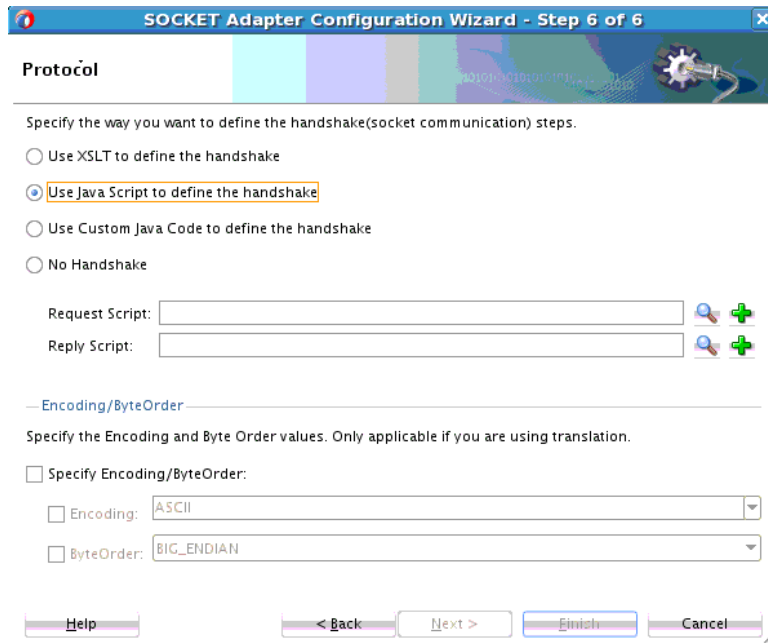 SOCKET Adapter Configuration Wizard - Step 6 of 6
Protocol
Specify the way you want to define the handshake(socket communication) steps.
Use XSLT to define the handshake
Use Java Script to define the handshake
Use Custom Java Code to define the handshake
No Handshake
Request Script:
Reply Script:
Encoding/ByteOrder
Specify the Encoding and Byte Order values. Only applicable if you are using translation.
Specify Encoding/ByteOrder:
Encoding: ASCII
ByteOrder: BIG_ENDIAN
Help < Back Next > Finish Cancel